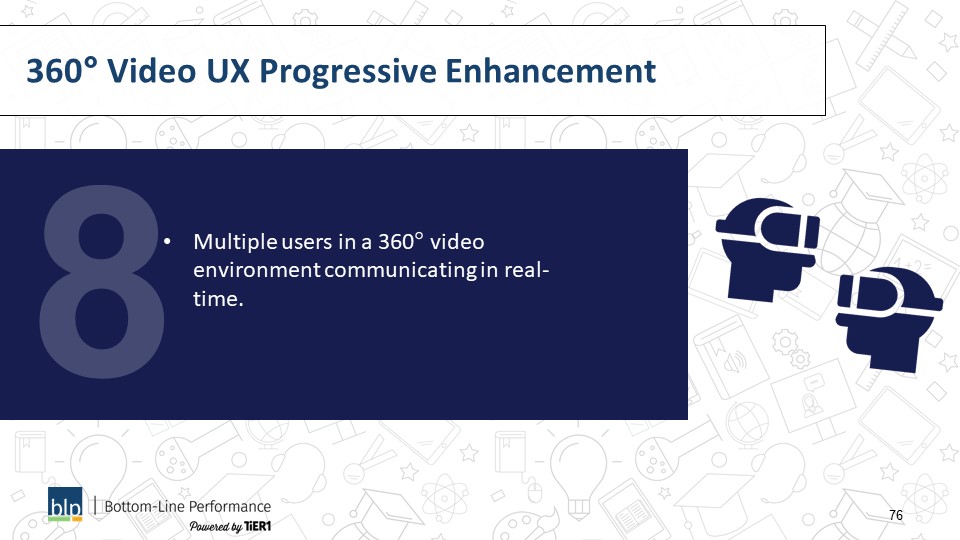 360° Video UX Progressive Enhancement
8
• Multiple users in a 360° video
environment communicating in real-
time.
blp | Bottom-Line Performance
Powered by TiER1
76